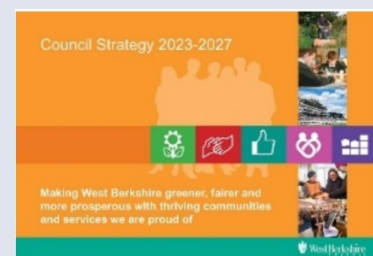 Council Strategy 2023-2027
Making West Berkshire greener, fairer and
more prosperous with thriving communities
and services we are proud of
West Berkshire